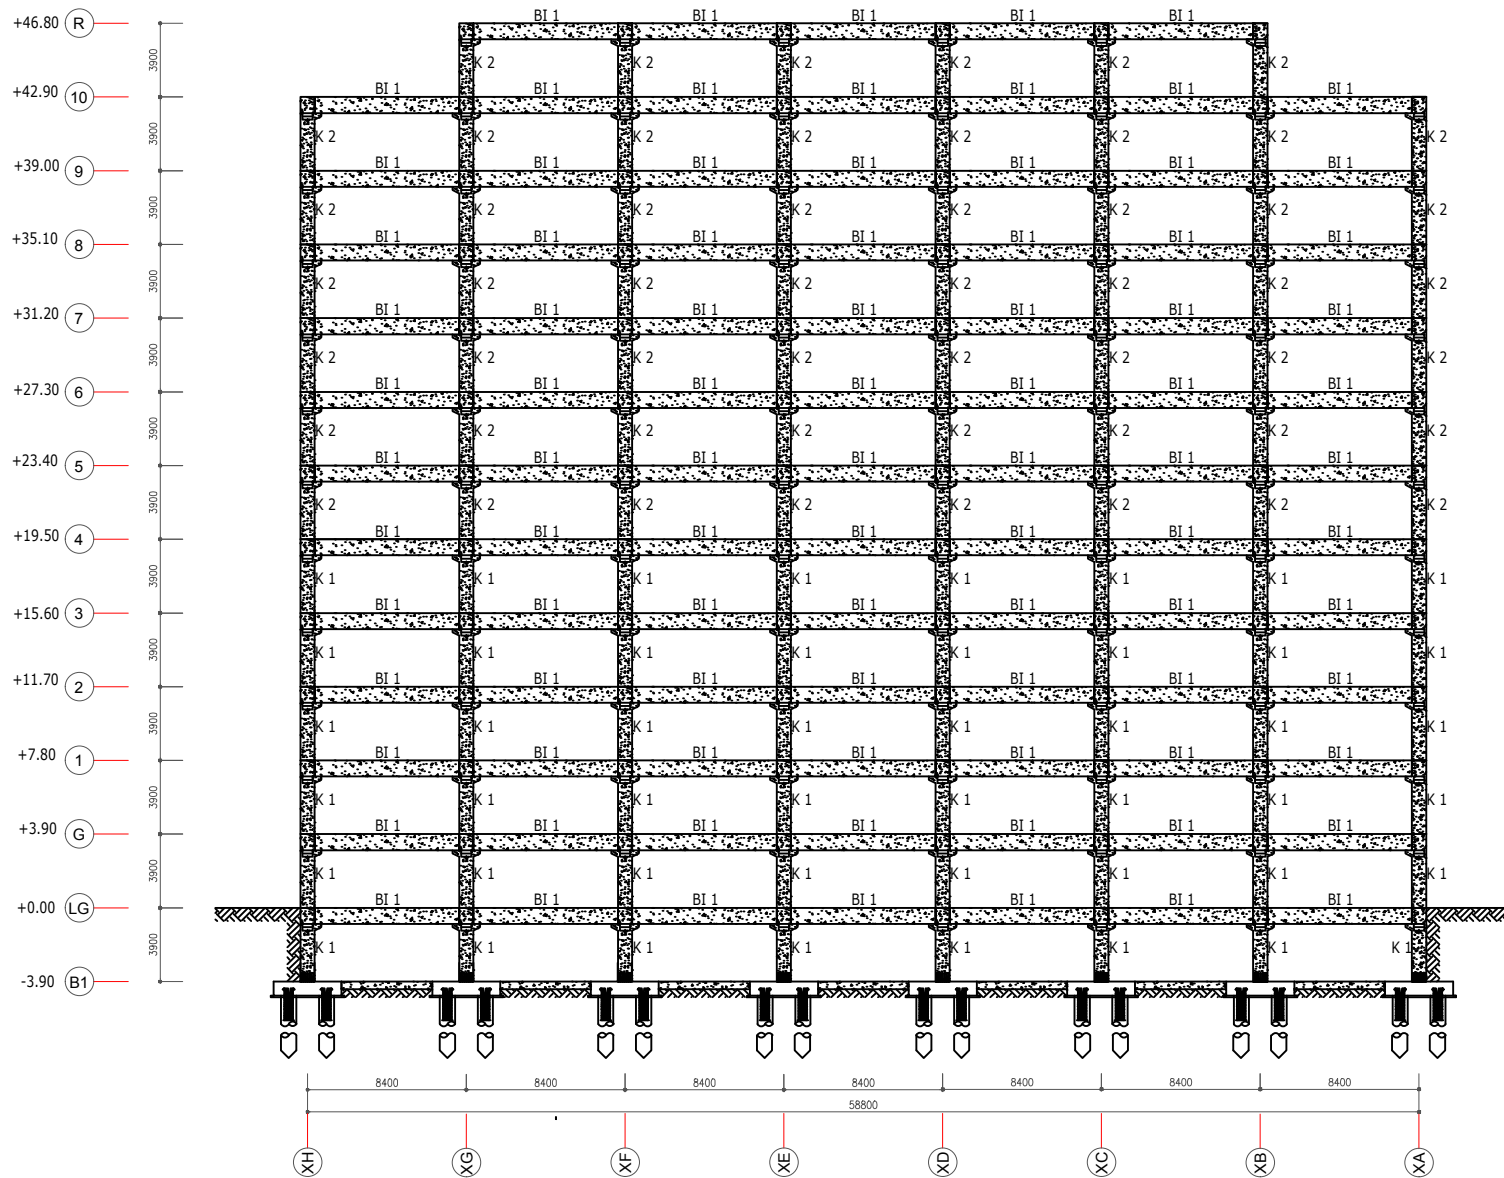 +46.80 R BI 1 BI 1 BI 1 BI 1 BI 1
3900 K 2 K 2 K 2 K 2 K 2 K 2
+42.90 10 BI 1 BI 1 BI 1 BI 1 BI 1 BI 1 BI 1
3900 K 2 K 2 K 2 K 2 K 2 K 2 K 2 K 2
+39.00 9 BI 1 BI 1 BI 1 BI 1 BI 1 BI 1 BI 1
3900 K 2 K 2 K 2 K 2 K 2 K 2 K 2 K 2
+35.10 8 BI 1 BI 1 BI 1 BI 1 BI 1 BI 1 BI 1
3900 K 2 K 2 K 2 K 2 K 2 K 2 K 2 K 2
+31.20 7 BI 1 BI 1 BI 1 BI 1 BI 1 BI 1 BI 1
3900 K 2 K 2 K 2 K 2 K 2 K 2 K 2 K 2
+27.30 6 BI 1 BI 1 BI 1 BI 1 BI 1 BI 1 BI 1
3900 K 2 K 2 K 2 K 2 K 2 K 2 K 2 K 2
+23.40 5 BI 1 BI 1 BI 1 BI 1 BI 1 BI 1 BI 1
3900 K 2 K 2 K 2 K 2 K 2 K 2 K 2 K 2
+19.50 4 BI 1 BI 1 BI 1 BI 1 BI 1 BI 1 BI 1
3900 K 1 K 1 K 1 K 1 K 1 K 1 K 1 K 1
+15.60 3 BI 1 BI 1 BI 1 BI 1 BI 1 BI 1 BI 1
3900 K 1 K 1 K 1 K 1 K 1 K 1 K 1 K 1
+11.70 2 BI 1 BI 1 BI 1 BI 1 BI 1 BI 1 BI 1
3900 K 1 K 1 K 1 K 1 K 1 K 1 K 1 K 1
+7.80 1 BI 1 BI 1 BI 1 BI 1 BI 1 BI 1 BI 1
3900 K 1 K 1 K 1 K 1 K 1 K 1 K 1 K 1
+3.90 G BI 1 BI 1 BI 1 BI 1 BI 1 BI 1 BI 1
3900 K 1 K 1 K 1 K 1 K 1 K 1 K 1 K 1
+0.00 LG BI 1 BI 1 BI 1 BI 1 BI 1 BI 1 BI 1
3900 K 1 K 1 K 1 K 1 K 1 K 1 K 1 K 1
-3.90 B1
8400 8400 8400 8400 8400 8400 8400
58800
XH XG XF XE XD XC XB XA